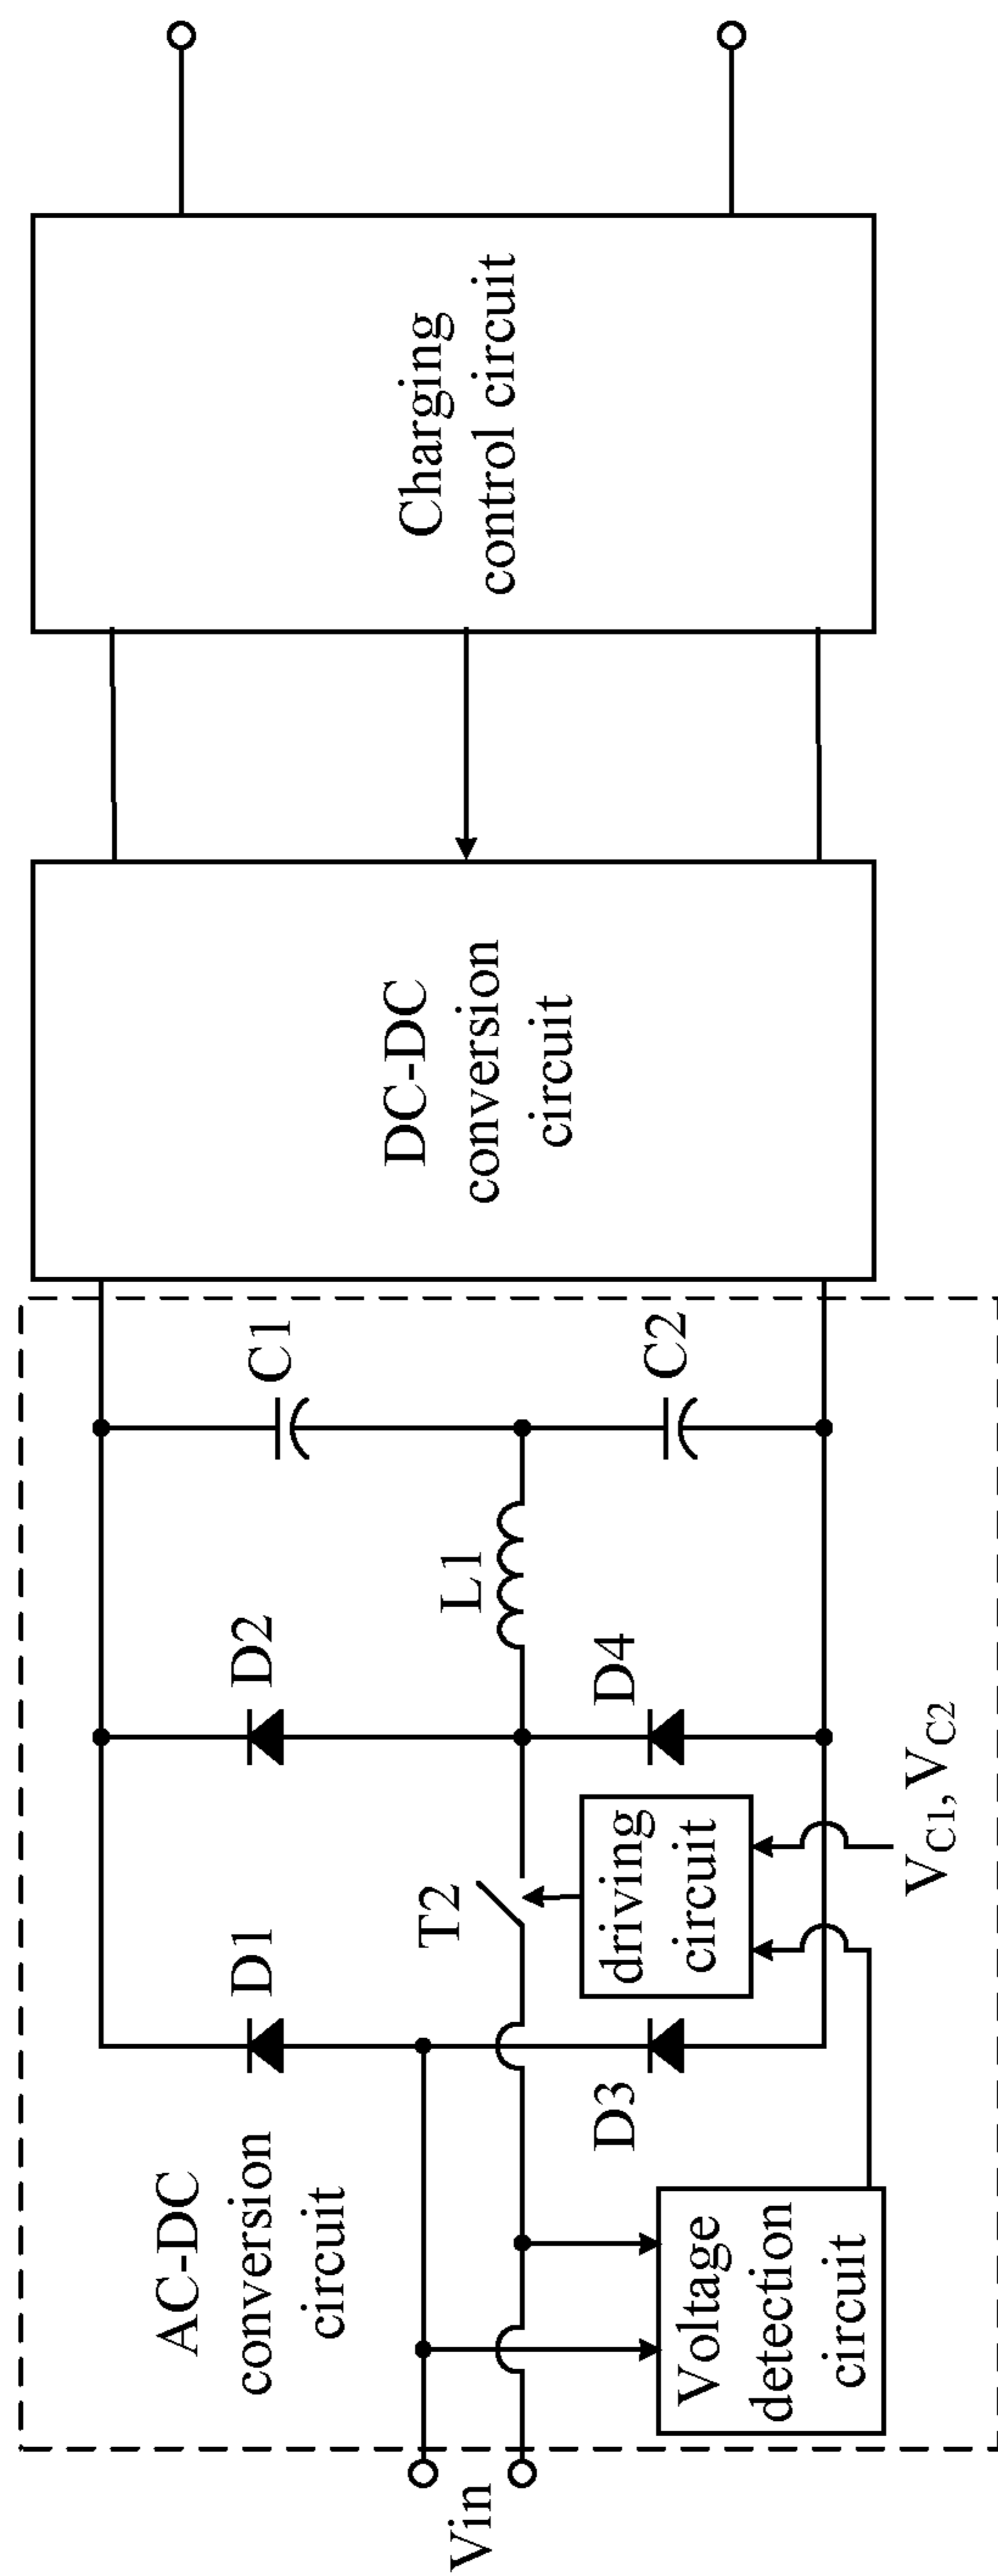 Vin
AC-DC
conversion
circuit
Voltage
detection
circuit
D1
D3
T2
driving
circuit
VC1, VC2
D2
D4
L1
C1
C2
DC-DC
conversion
circuit
Charging
control circuit